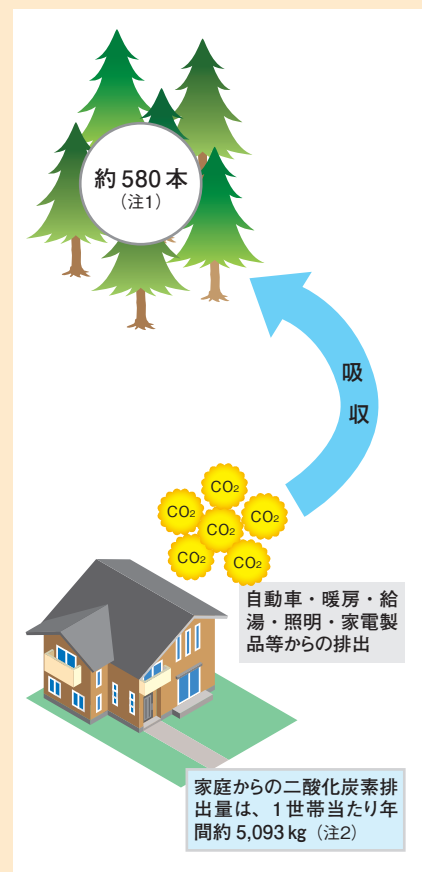 約580本
(注1)
吸
収
CO₂
CO₂
CO₂
CO₂
CO₂
CO₂
自動車・暖房・給
湯・照明・家電製
品等からの排出
家庭からの二酸化炭素排
出量は、1世帯当たり年
間約5,093kg(注2)